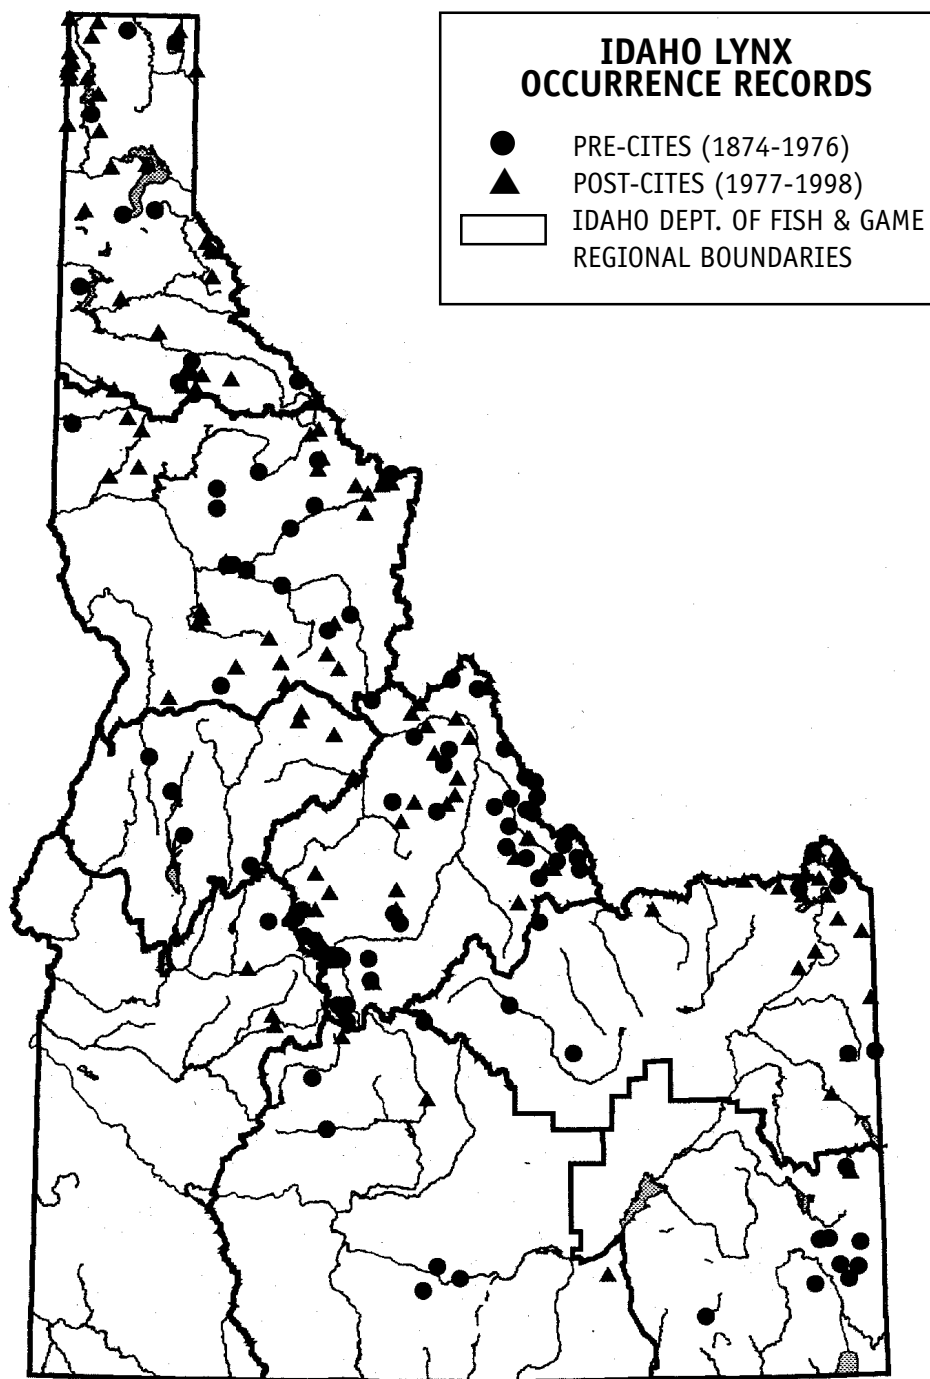 IDAHO LYNX
OCCURRENCE RECORDS
PRE-CITES (1874-1976)
POST-CITES (1977-1998)
IDAHO DEPT. OF FISH & GAME
REGIONAL BOUNDARIES